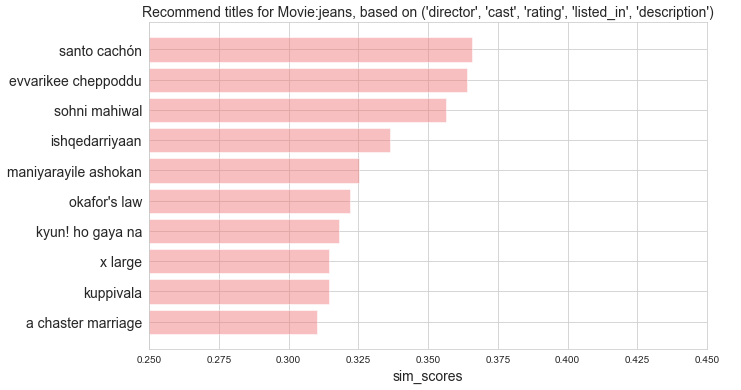 Recommend titles for Movie:jeans, based on ('director', 'cast', 'rating', 'listed_in', 'description')
santo cachón
evvarikee cheppoddu
sohni mahiwal
ishqedarriyaan
maniyarayile ashokan
okafor's law
kyun! ho gaya na
x large
kuppivala
a chaster marriage
0.250 0.275 0.300 0.325 0.350 0.375 0.400 0.425 0.450
sim_scores